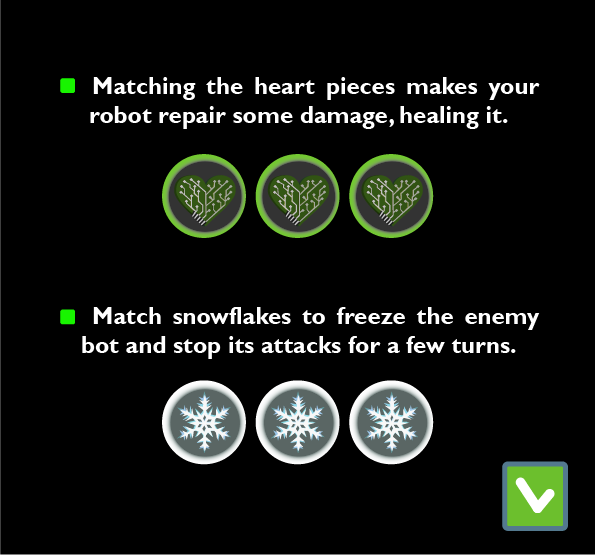 Matching the heart pieces makes your
robot repair some damage, healing it.
Match snowflakes to freeze the enemy
bot and stop its attacks for a few turns.